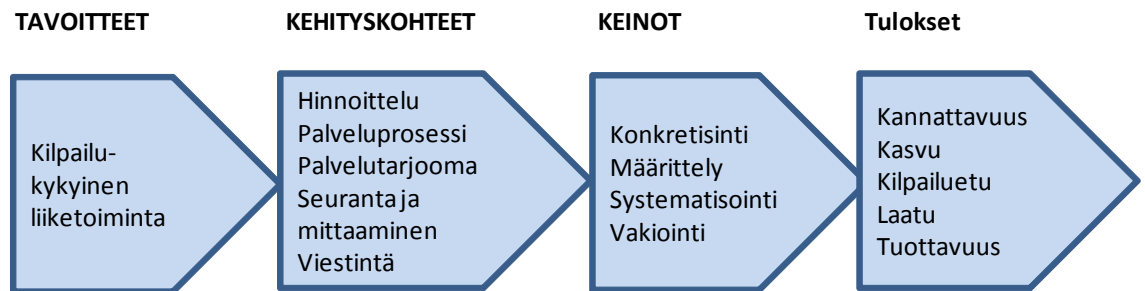 TAVOITTEET
KEHITYSKOHTEET
KEINOT
Tulokset
Kilpailu-
kykyinen
liiketoiminta
Hinnoittelu
Palveluprosessi
Palvelutarjooma
Seuranta ja
mittaaminen
Viestintä
Konkretisinti
Määrittely
Systematisointi
Vakiointi
Kannattavuus
Kasvu
Kilpailuetu
Laatu
Tuottavuus